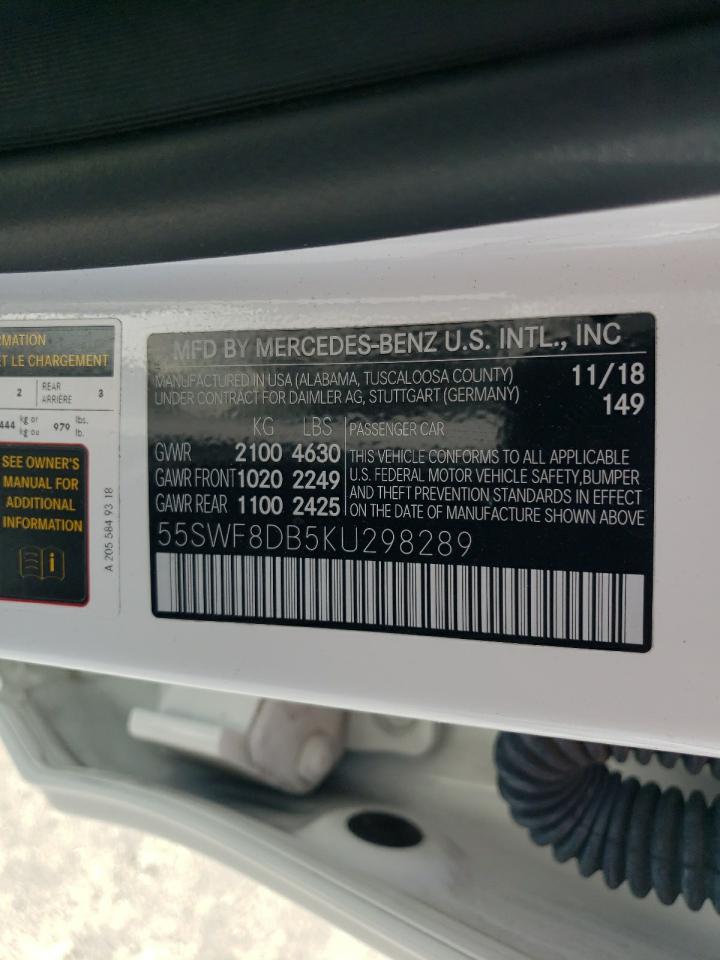 RMATION
ET LE CHARGEMENT
2 REAR ARRIÈRE 3
444 kg or kg ou 979 lbs. lb.
SEE OWNER'S
MANUAL FOR
ADDITIONAL
INFORMATION
A 205 584 93 18
MFD BY MERCEDES-BENZ U.S. INTL., INC
MANUFACTURED IN USA (ALABAMA, TUSCALOOSA COUNTY) 11/18
UNDER CONTRACT FOR DAIMLER AG, STUTTGART (GERMANY) 149
KG LBS
GVWR 2100 4630
GAWR FRONT 1020 2249
GAWR REAR 1100 2425
PASSENGER CAR
THIS VEHICLE CONFORMS TO ALL APPLICABLE
U.S. FEDERAL MOTOR VEHICLE SAFETY, BUMPER
AND THEFT PREVENTION STANDARDS IN EFFECT
ON THE DATE OF MANUFACTURE SHOWN ABOVE
55SWF8DB5KU298289